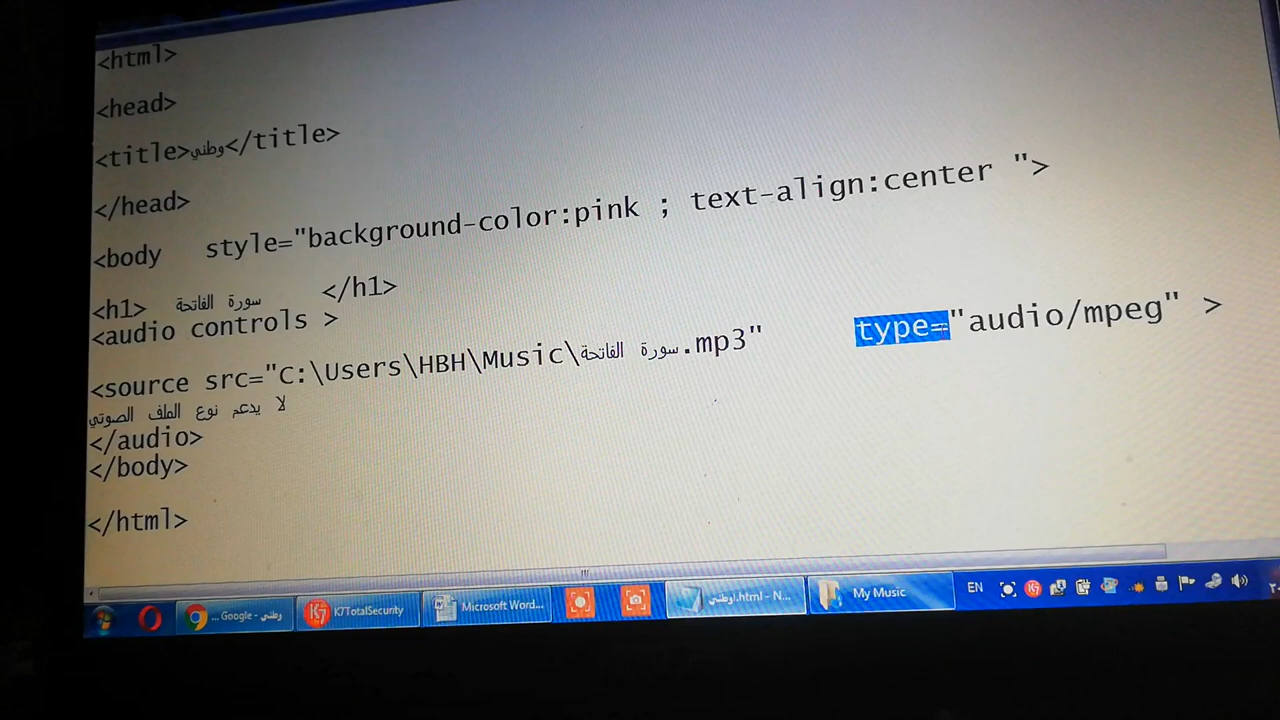 <html>
<head>
<title>وطني</title>
</head>
<body style="background-color:pink ; text-align:center ">
<h1> سورة الفاتحة </h1>
<audio controls >
<source src="C:\Users\HBH\Music\سورة الفاتحة.mp3" type="audio/mpeg" >
لا يدعم نوع الملف الصوتي
</audio>
</body>
</html>
وطني - Google ...
K7TotalSecurity
Microsoft Word...
وطني.html - N...
My Music
EN